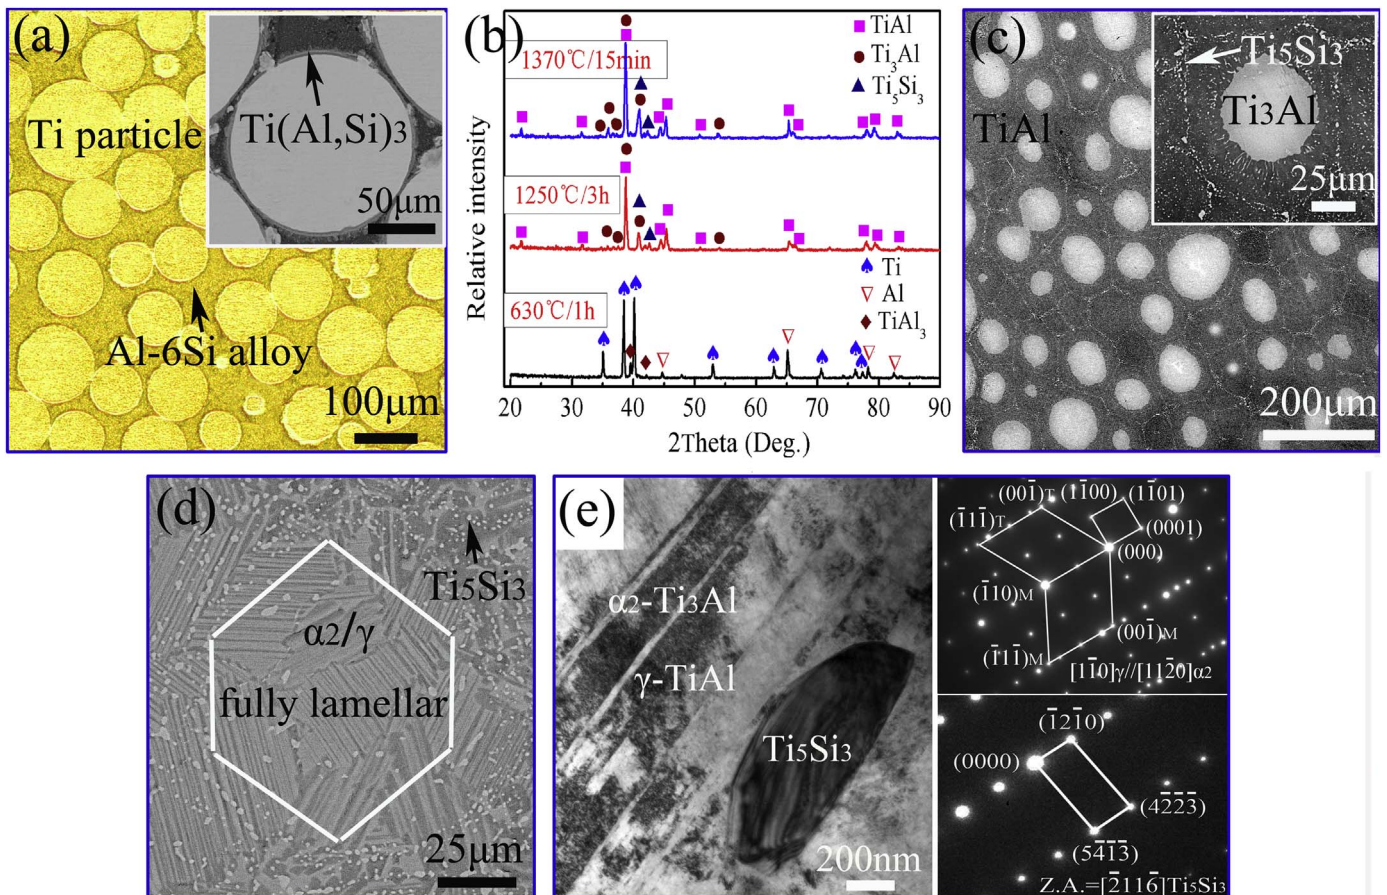 (a)
Ti particle
Ti(Al,Si)3
50μm
Al-6Si alloy
100μm
(b)
1370℃/15min
TiAl
Ti3Al
Ti5Si3
1250℃/3h
630℃/1h
Ti
Al
TiAl3
Relative intensity
20 30 40 50 60 70 80 90
2Theta (Deg.)
(c)
Ti5Si3
TiAl
Ti3Al
25μm
200μm
(d)
Ti5Si3
α2/γ
fully lamellar
25μm
(e)
α2-Ti3Al
γ-TiAl
Ti5Si3
200nm
(001̄)T
(11̄00)
(11̄01)
(1̄11̄)T
(0001)
(000)
(1̄10)M
(001̄)M
(1̄11̄)M
[11̄0]γ//[112̄0]α2
(1̄21̄0)
(0000)
(42̄2̄3̄)
(54̄1̄3̄)
Z.A.=[2̄116̄]Ti5Si3